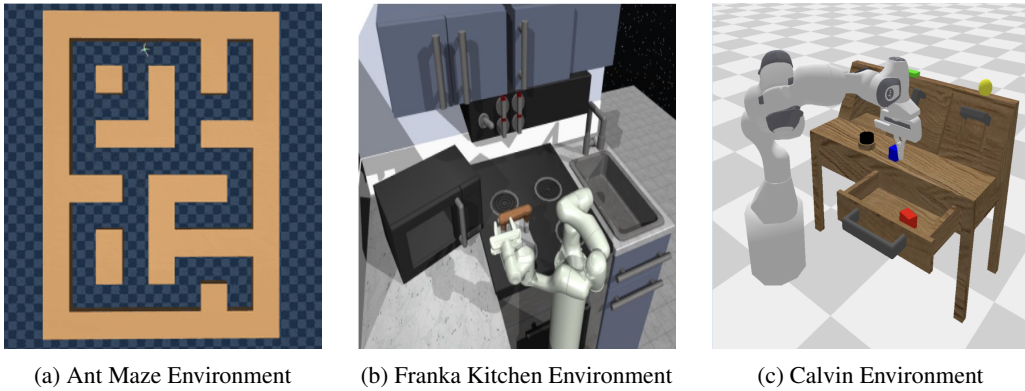 (a) Ant Maze Environment
(b) Franka Kitchen Environment
(c) Calvin Environment